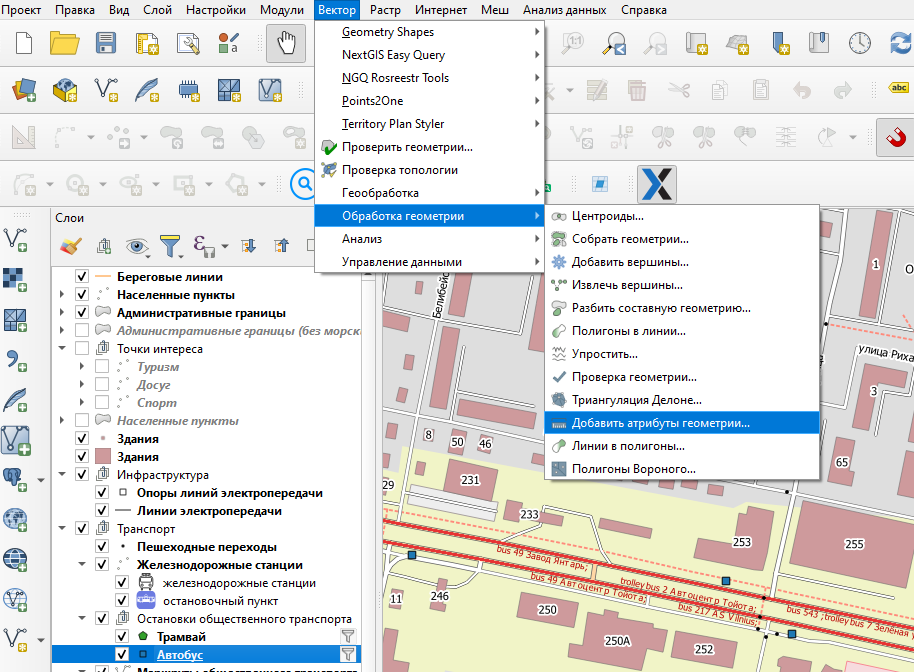 Проект Правка Вид Слой Настройки Модули Вектор Растр Интернет Меш Анализ данных Справка
Geometry Shapes
NextGIS Easy Query
NGQ Rosreestr Tools
Points2One
Territory Plan Styler
Проверить геометрии...
Проверка топологии
Геообработка
Обработка геометрии
Анализ
Управление данными
Центроиды...
Собрать геометрии...
Добавить вершины...
Извлечь вершины...
Разбить составную геометрию...
Полигоны в линии...
Упростить...
Проверка геометрии...
Триангуляция Делоне...
Добавить атрибуты геометрии...
Линии в полигоны...
Полигоны Вороного...
abc
Слои
Береговые линии
Населенные пункты
Административные границы
Административные границы (без морск
Точки интереса
Туризм
Досуг
Спорт
Населенные пункты
Здания
Здания
Инфраструктура
Опоры линий электропередачи
Линии электропередачи
Транспорт
Пешеходные переходы
Железнодорожные станции
железнодорожные станции
остановочный пункт
Остановки общественного транспорта
Трамвай
Автобус
Белибейс
1
улица Риха
3
8
50
46
65
29
231
233
253
255
bus 49 Завод Янтарь;
bus 49 Автоцентр Тойота;
trolleybus 2 Автоцентр Тойота;
bus 217 AS Vilnius;
bus 543 ;trolleybus 7 Зелёная у
11
246
250
250А
252